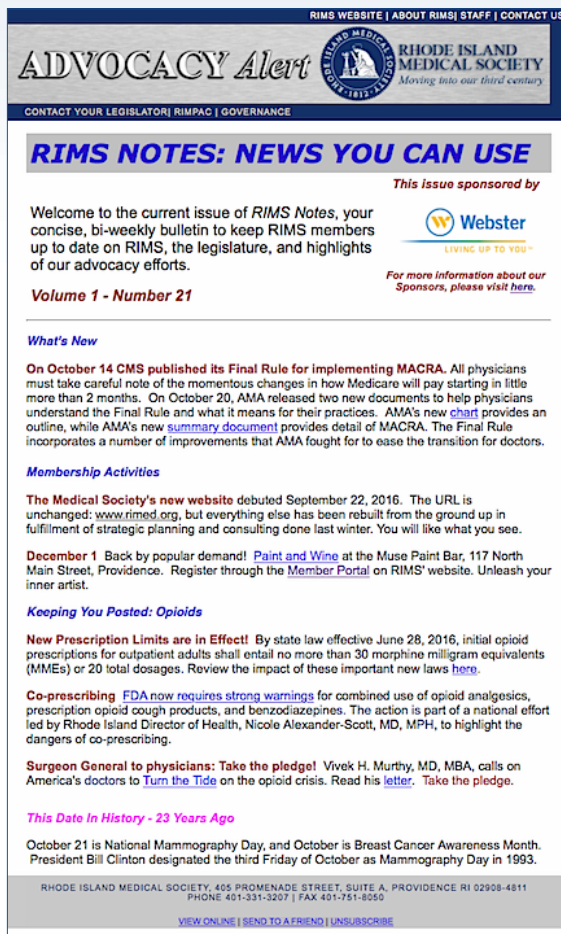 RIMS WEBSITE | ABOUT RIMS| STAFF | CONTACT US
ADVOCACY Alert
RHODE ISLAND MEDICAL SOCIETY
·1812·
RHODE ISLAND
MEDICAL SOCIETY
Moving into our third century
CONTACT YOUR LEGISLATOR| RIMPAC | GOVERNANCE
RIMS NOTES: NEWS YOU CAN USE
This issue sponsored by
Welcome to the current issue of RIMS Notes, your
concise, bi-weekly bulletin to keep RIMS members
up to date on RIMS, the legislature, and highlights
of our advocacy efforts.
Volume 1 - Number 21
W Webster
LIVING UP TO YOU℠
For more information about our
Sponsors, please visit here.
What's New
On October 14 CMS published its Final Rule for implementing MACRA. All physicians
must take careful note of the momentous changes in how Medicare will pay starting in little
more than 2 months. On October 20, AMA released two new documents to help physicians
understand the Final Rule and what it means for their practices. AMA's new chart provides an
outline, while AMA's new summary document provides detail of MACRA. The Final Rule
incorporates a number of improvements that AMA fought for to ease the transition for doctors.
Membership Activities
The Medical Society's new website debuted September 22, 2016. The URL is
unchanged: www.rimed.org, but everything else has been rebuilt from the ground up in
fulfillment of strategic planning and consulting done last winter. You will like what you see.
December 1 Back by popular demand! Paint and Wine at the Muse Paint Bar, 117 North
Main Street, Providence. Register through the Member Portal on RIMS' website. Unleash your
inner artist.
Keeping You Posted: Opioids
New Prescription Limits are in Effect! By state law effective June 28, 2016, initial opioid
prescriptions for outpatient adults shall entail no more than 30 morphine milligram equivalents
(MMEs) or 20 total dosages. Review the impact of these important new laws here.
Co-prescribing FDA now requires strong warnings for combined use of opioid analgesics,
prescription opioid cough products, and benzodiazepines. The action is part of a national effort
led by Rhode Island Director of Health, Nicole Alexander-Scott, MD, MPH, to highlight the
dangers of co-prescribing.
Surgeon General to physicians: Take the pledge! Vivek H. Murthy, MD, MBA, calls on
America's doctors to Turn the Tide on the opioid crisis. Read his letter. Take the pledge.
This Date In History - 23 Years Ago
October 21 is National Mammography Day, and October is Breast Cancer Awareness Month.
President Bill Clinton designated the third Friday of October as Mammography Day in 1993.
RHODE ISLAND MEDICAL SOCIETY, 405 PROMENADE STREET, SUITE A, PROVIDENCE RI 02908-4811
PHONE 401-331-3207 | FAX 401-751-8050
VIEW ONLINE | SEND TO A FRIEND | UNSUBSCRIBE